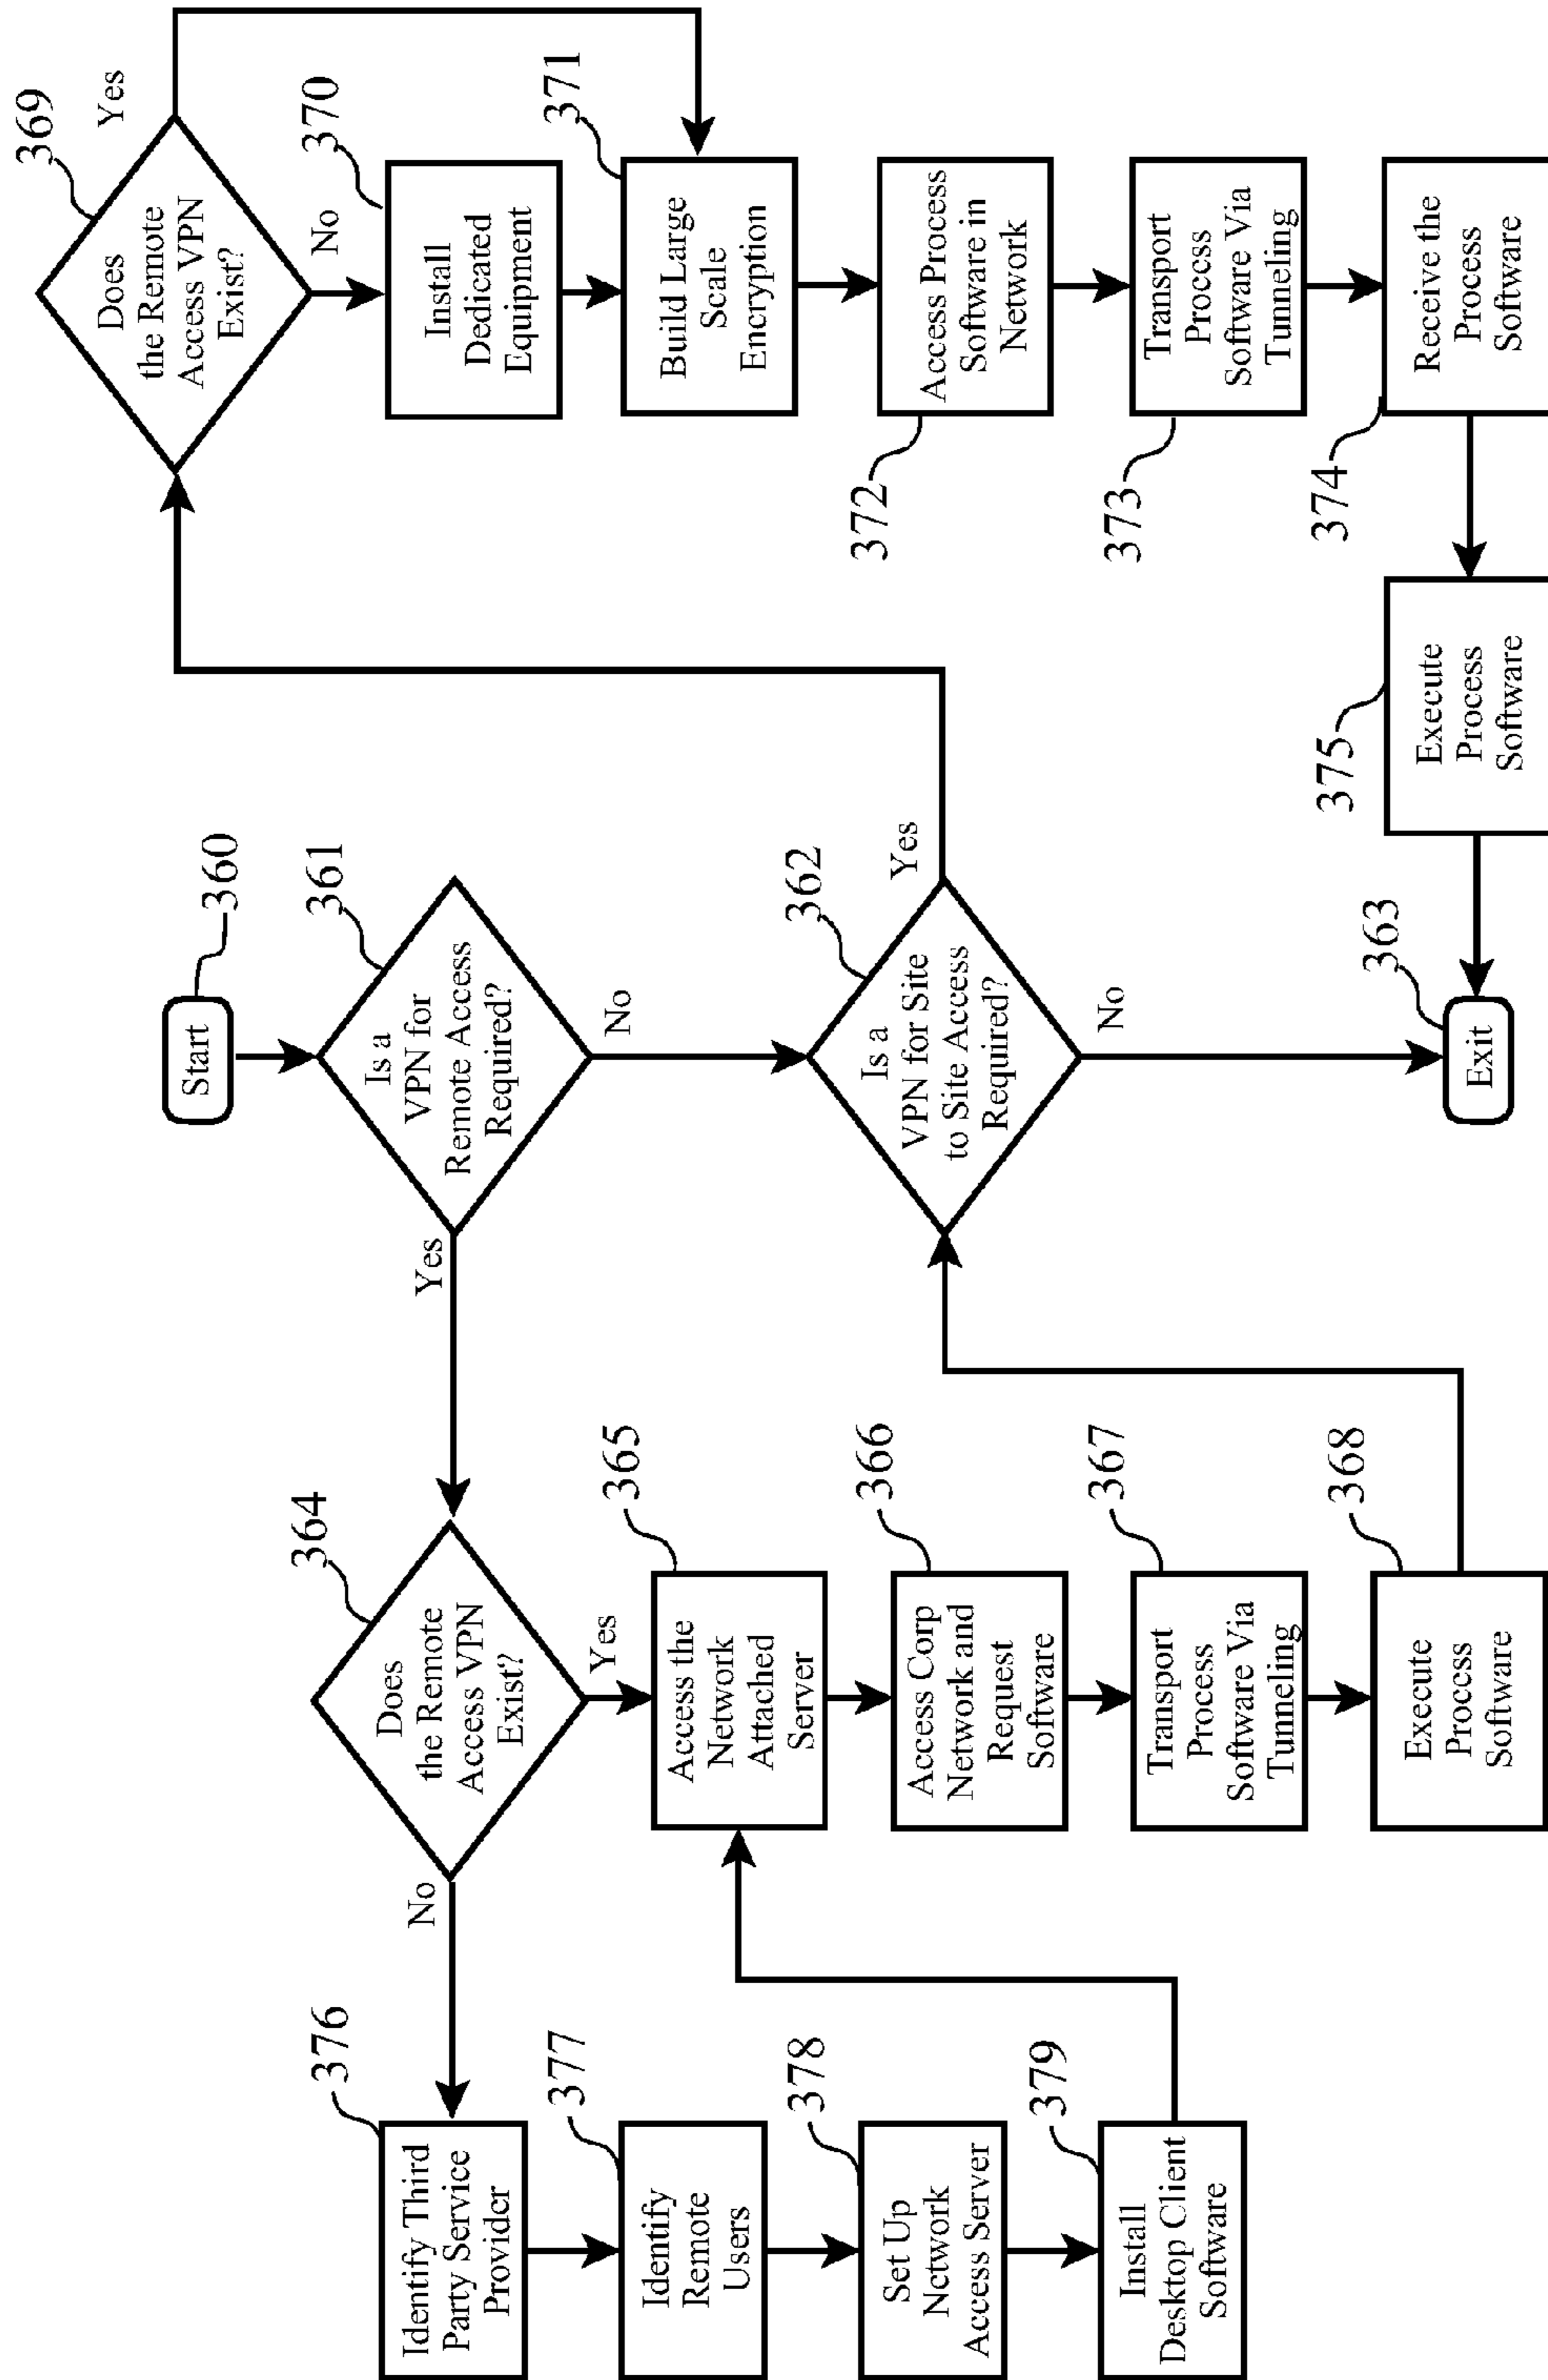 Start
360
Is a
VPN for
Remote Access
Required?
361
Yes
No
Is a
VPN for Site
to Site Access
Required?
362
Yes
No
Exit
363
Does
the Remote
Access VPN
Exist?
364
No
Yes
Access the
Network
Attached
Server
365
Access Corp
Network and
Request
Software
366
Transport
Process
Software Via
Tunneling
367
Execute
Process
Software
368
Does
the Remote
Access VPN
Exist?
369
Yes
No
Install
Dedicated
Equipment
370
Build Large
Scale
Encryption
371
Access Process
Software in
Network
372
Transport
Process
Software Via
Tunneling
373
Receive the
Process
Software
374
Execute
Process
Software
375
Identify Third
Party Service
Provider
376
Identify
Remote
Users
377
Set Up
Network
Access Server
378
Install
Desktop Client
Software
379